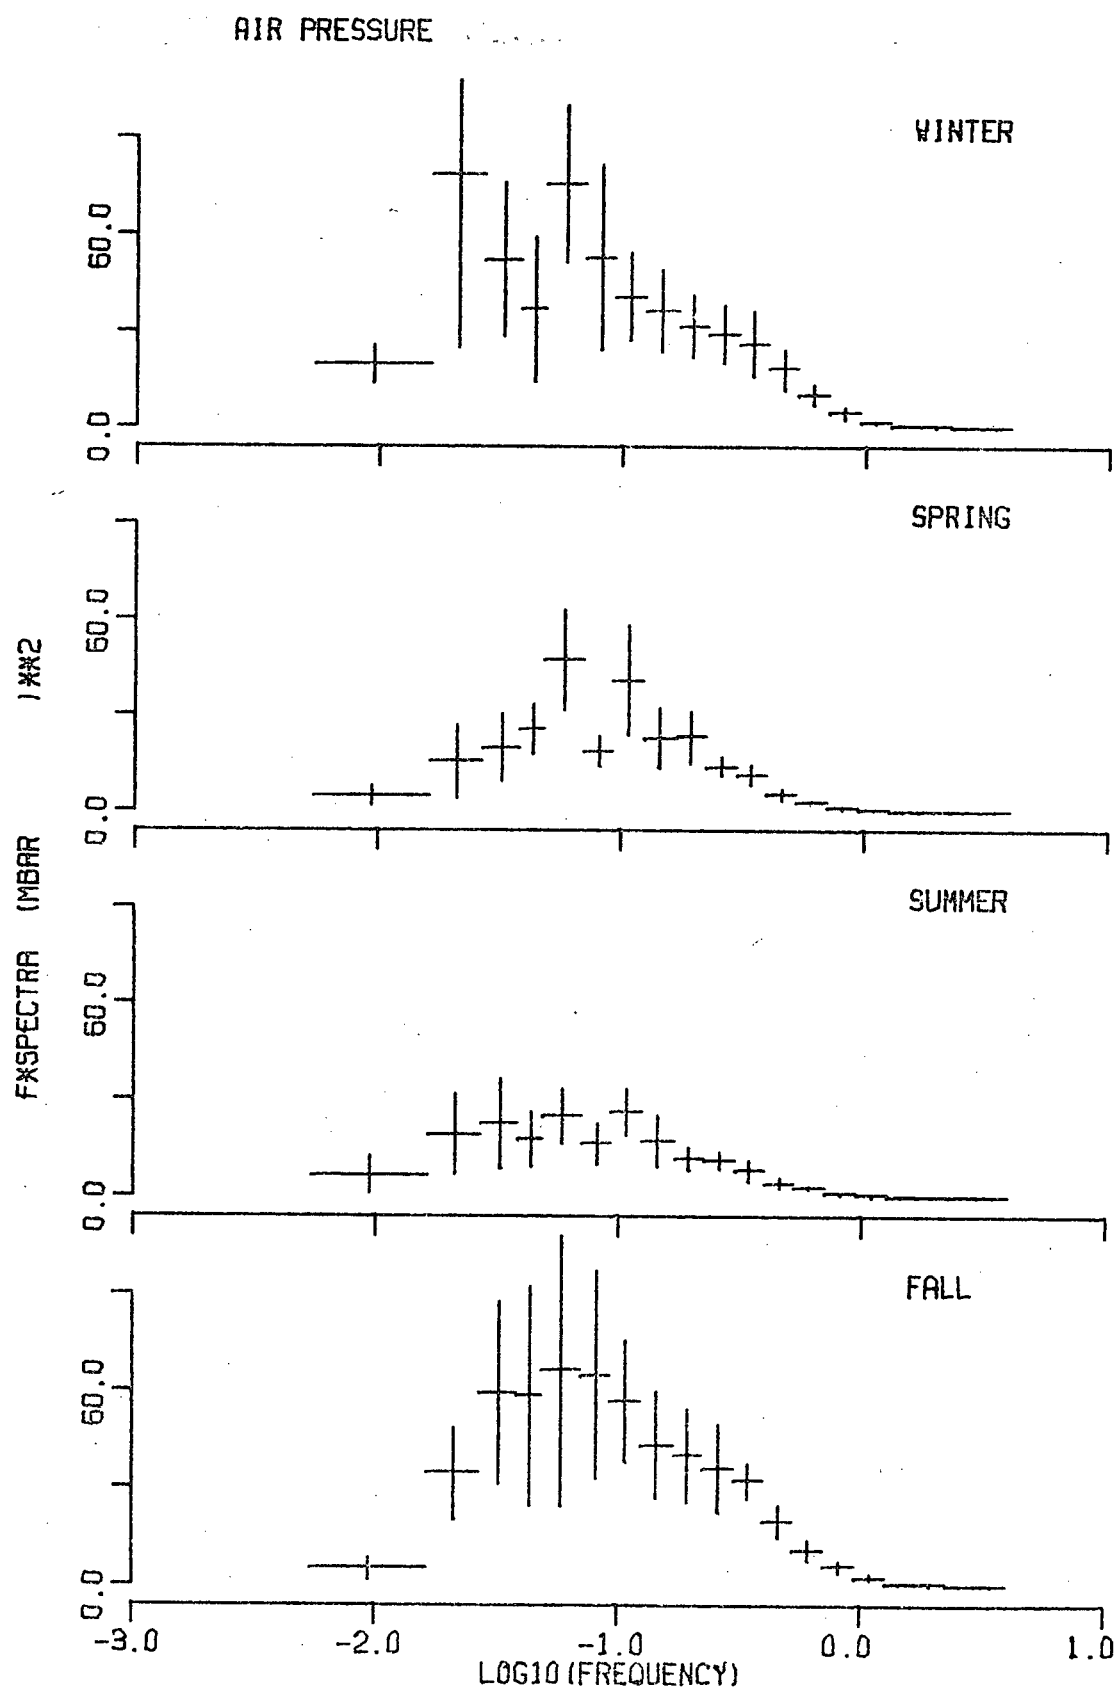 AIR PRESSURE
WINTER
60.0
0.0
SPRING
60.0
0.0
SUMMER
60.0
0.0
FALL
60.0
0.0
F*SPECTRA (MBAR )**2
-3.0 -2.0 -1.0 0.0 1.0
LOG10(FREQUENCY)